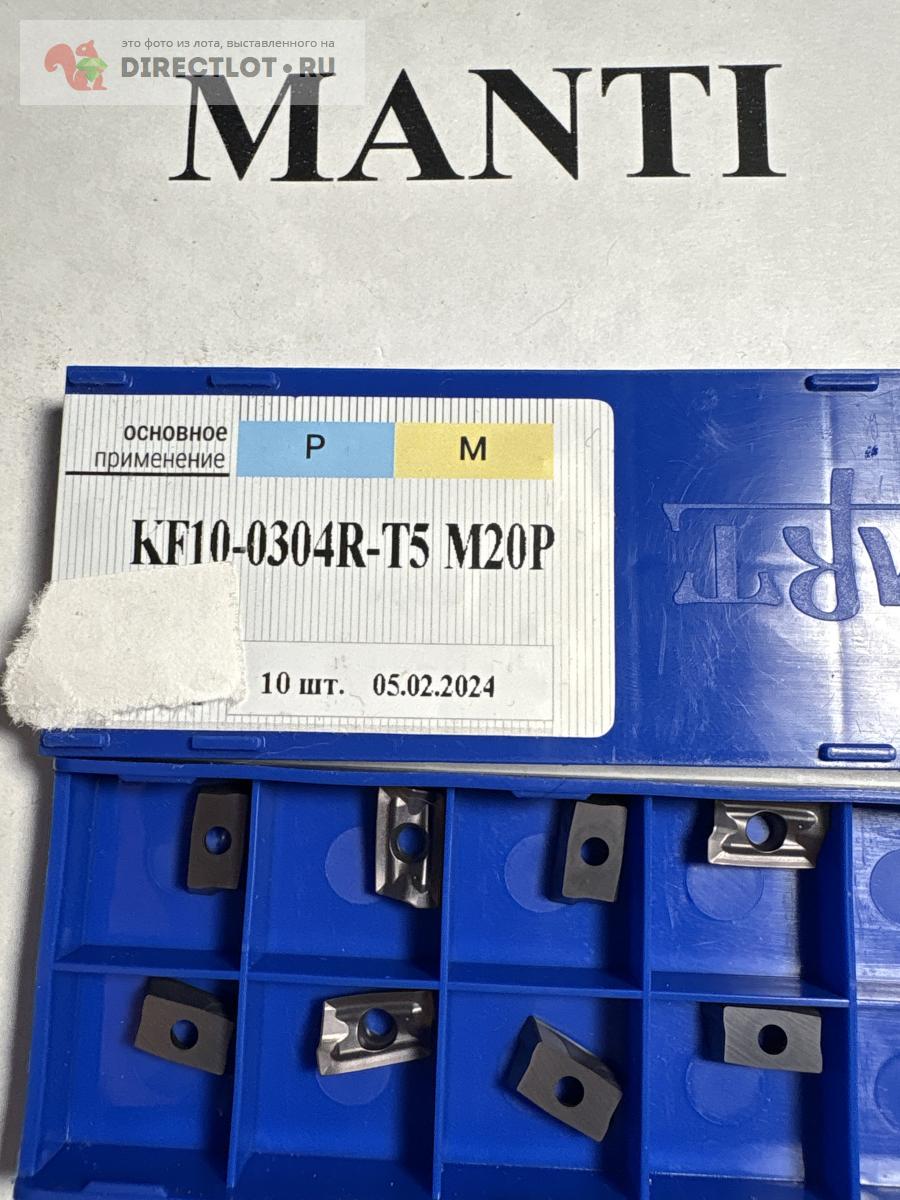 это фото из лота, выставленного на
DIRECTLOT.RU
MANTI
основное
применение
P
M
KF10-0304R-T5 M20P
10 шт. 05.02.2024